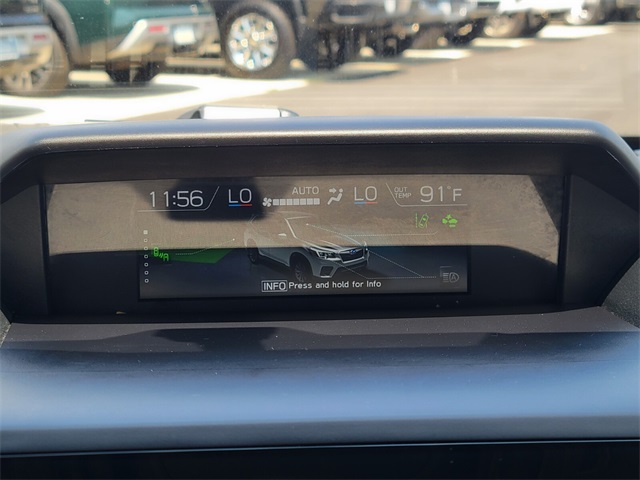 11:56 LO AUTO LO OUT TEMP 91°F
INFO Press and hold for Info